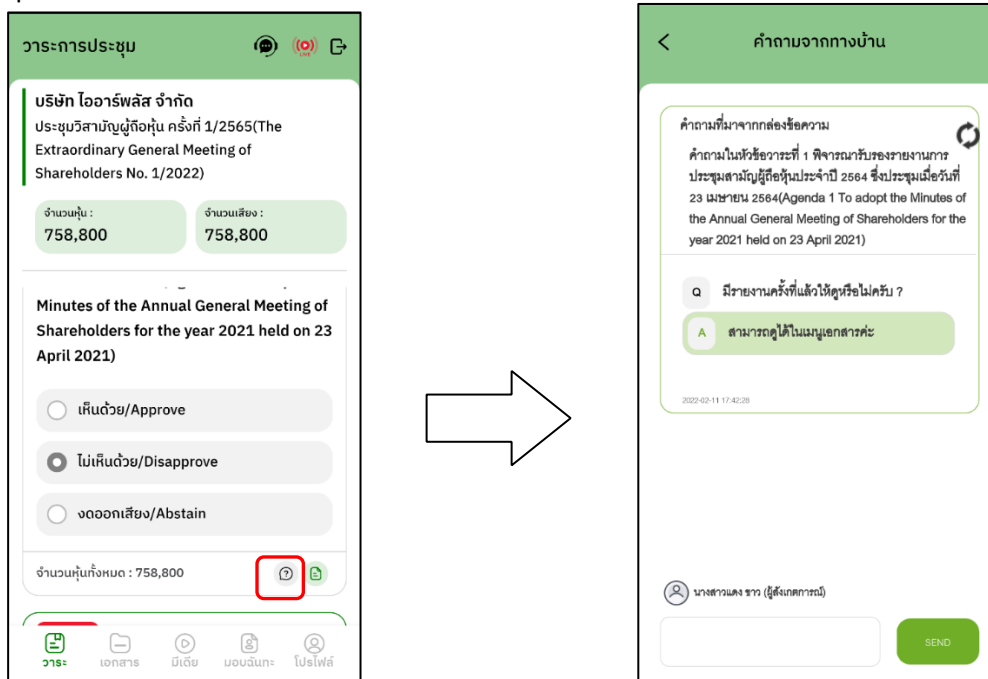 วาระการประชุม
LIVE
บริษัท ไออาร์พลัส จำกัด
ประชุมวิสามัญผู้ถือหุ้น ครั้งที่ 1/2565(The
Extraordinary General Meeting of
Shareholders No. 1/2022)
จำนวนหุ้น :
758,800
จำนวนเสียง :
758,800
Minutes of the Annual General Meeting of
Shareholders for the year 2021 held on 23
April 2021)
เห็นด้วย/Approve
ไม่เห็นด้วย/Disapprove
งดออกเสียง/Abstain
จำนวนหุ้นทั้งหมด : 758,800
วาระ
เอกสาร
มีเดีย
มอบฉันทะ
โปรไฟล์
คำถามจากทางบ้าน
คำถามที่มาจากกล่องข้อความ
คำถามในหัวข้อวาระที่ 1 พิจารณารับรองรายงานการ
ประชุมสามัญผู้ถือหุ้นประจำปี 2564 ซึ่งประชุมเมื่อวันที่
23 เมษายน 2564(Agenda 1 To adopt the Minutes of
the Annual General Meeting of Shareholders for the
year 2021 held on 23 April 2021)
Q มีรายงานครั้งที่แล้วให้ดูหรือไม่ครับ ?
A สามารถดูได้ในเมนูเอกสารค่ะ
2022-02-11 17:42:28
นางสาวแดง ขาว (ผู้สังเกตการณ์)
SEND